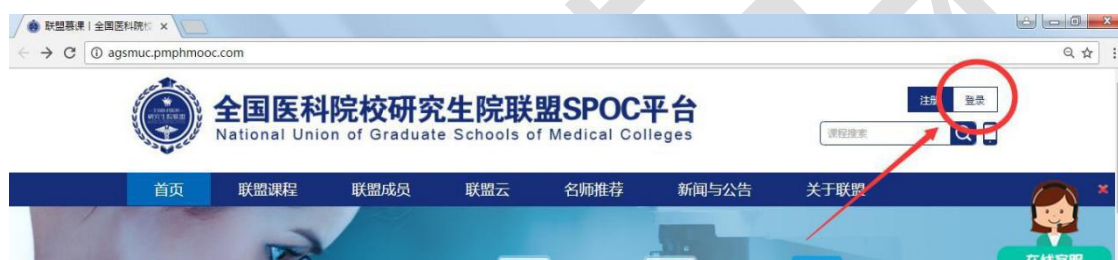 联盟慕课 | 全国医科院校
agsmuc.pmphmooc.com
全国医科院校研究生院联盟SPOC平台
National Union of Graduate Schools of Medical Colleges
注册 登录
课程搜索
首页 联盟课程 联盟成员 联盟云 名师推荐 新闻与公告 关于联盟
在线客服